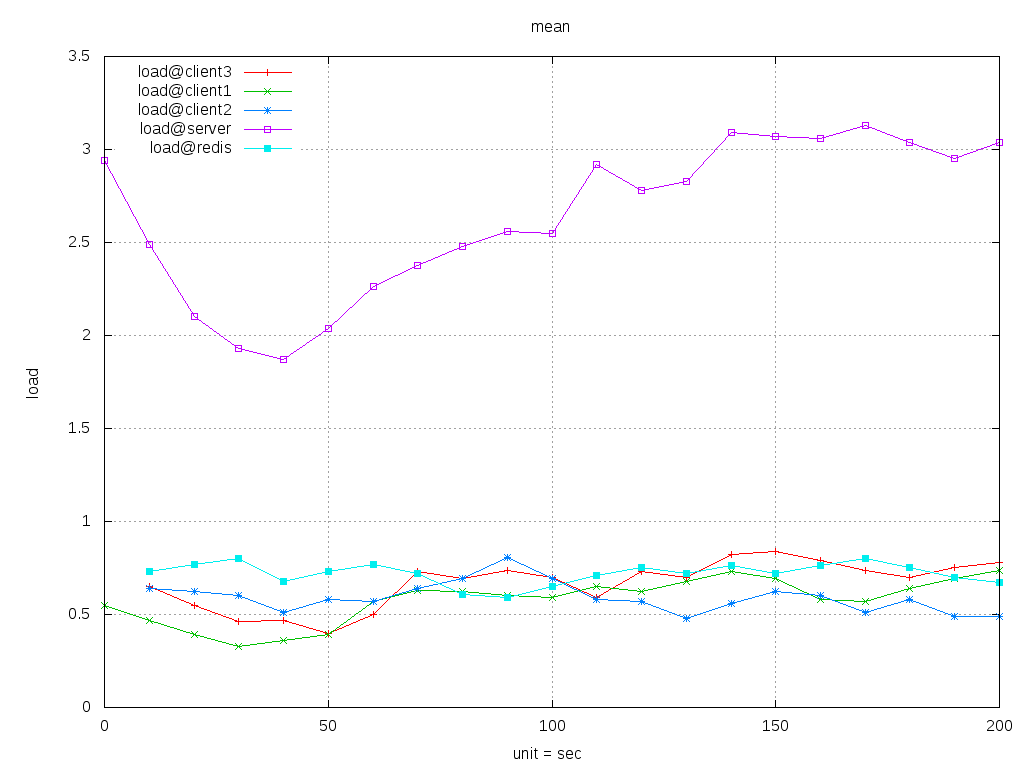 mean
3.5
3
2.5
2
1.5
1
0.5
0
load
load@client3
load@client1
load@client2
load@server
load@redis
0 50 100 150 200
unit = sec